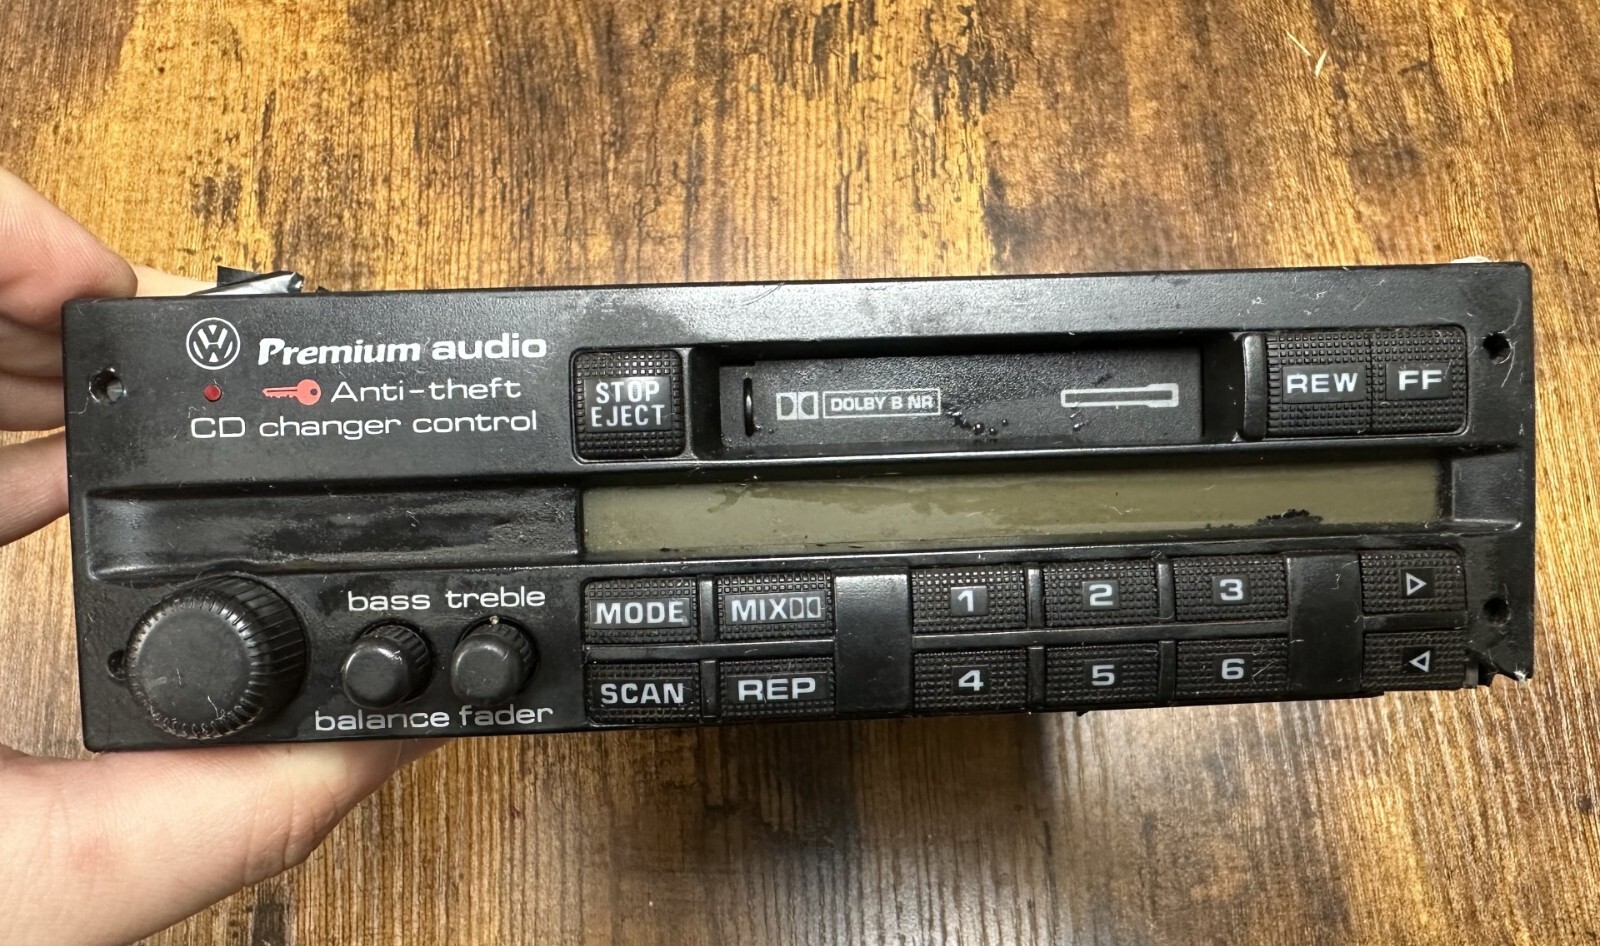 Premium audio
Anti-theft
CD changer control
STOP
EJECT
DOLBY B NR
REW FF
bass treble
balance fader
MODE MIX 1 2 3
SCAN REP 4 5 6